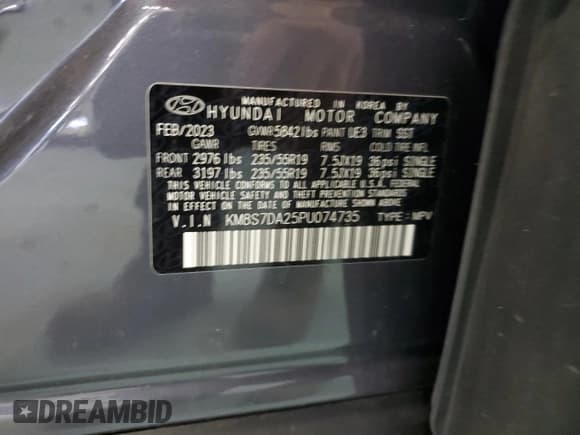 MANUFACTURED IN KOREA BY
HYUNDAI MOTOR COMPANY
FEB/2023 GVWR 5842lbs PAINT UE3 TRIM SST
GAWR TIRES RIMS COLD TIRE INFL
FRONT 2976 lbs 235/55R19 7.5JX19 36psi SINGLE
REAR 3197 lbs 235/55R19 7.5JX19 36psi SINGLE
THIS VEHICLE CONFORMS TO ALL APPLICABLE U.S.A. FEDERAL
MOTOR VEHICLE SAFETY AND THEFT PREVENTION STANDARDS
IN EFFECT ON THE DATE OF MANUFACTURE SHOWN ABOVE.
V.I.N KM8S7DA25PU074735 TYPE: MPV
DREAMBID